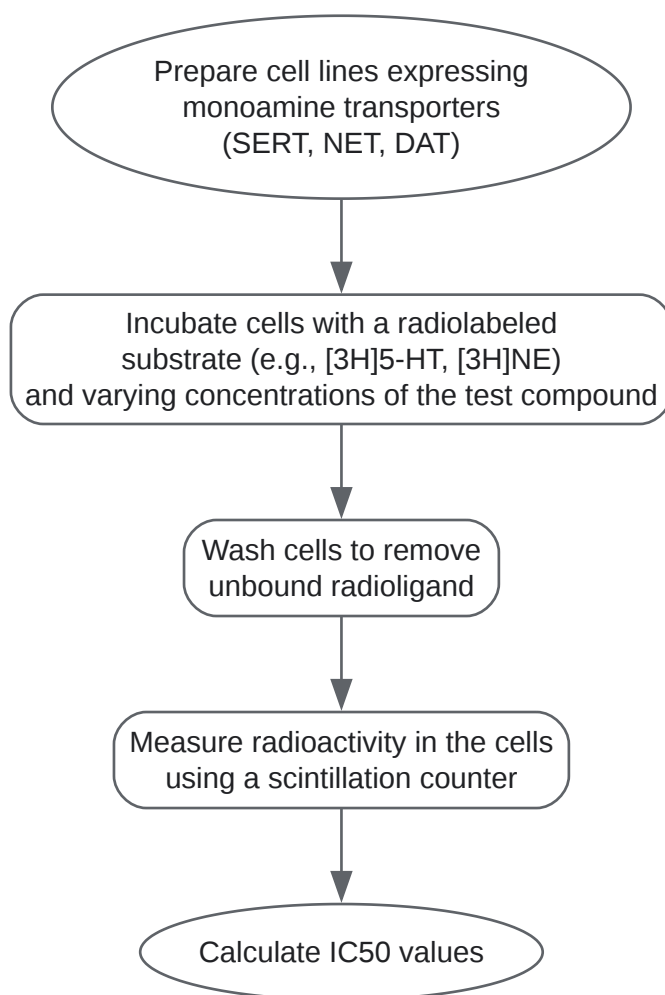 Prepare cell lines expressing
monoamine transporters
(SERT, NET, DAT)
Incubate cells with a radiolabeled
substrate (e.g., [3H]5-HT, [3H]NE)
and varying concentrations of the test compound
Wash cells to remove
unbound radioligand
Measure radioactivity in the cells
using a scintillation counter
Calculate IC50 values